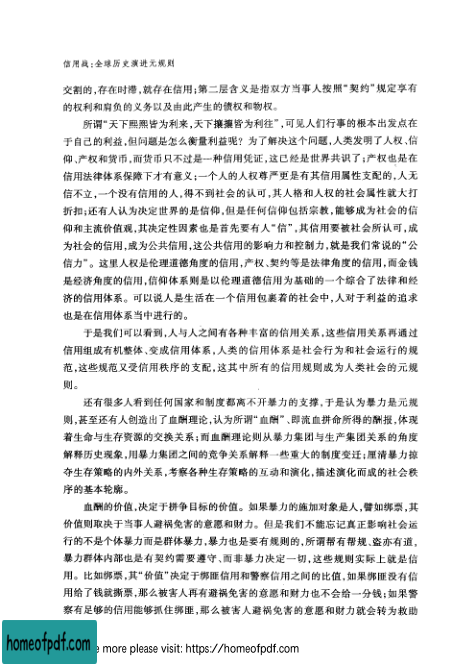 信用战:全球历史演进元规则
交割的,存在时滞,就存在信用;第二层含义是指双方当事人按照“契约”规定享有
的权利和肩负的义务以及由此产生的债权和物权。
所谓“天下熙熙皆为利来,天下攘攘皆为利往”,可见人们行事的根本出发点在
于自己的利益,但问题是怎么衡量利益呢?为了解决这个问题,人类发明了人权、信
仰、产权和货币,而货币只不过是一种信用凭证,这已经是世界共识了;产权也是在
信用法律体系保障下才有意义;一个人的人权尊严更是有其信用属性支配的,人无
信不立,一个没有信用的人,得不到社会的认可,其人格和人权的社会属性就大打
折扣;还有人认为决定世界的是信仰,但是任何信仰包括宗教,能够成为社会的信
仰和主流价值观,其决定性因素也是首先要有人“信”,其信用要被社会所认可,成
为社会的信用,成为公共信用,这公共信用的影响力和控制力,就是我们常说的“公
信力”。这里人权是伦理道德角度的信用,产权、契约等是法律角度的信用,而金钱
是经济角度的信用,信仰体系则是以伦理道德信用为基础的一个综合了法律和经
济的信用体系。可以说人是生活在一个信用包裹着的社会中,人对于利益的追求
也是在信用体系当中进行的。
于是我们可以看到,人与人之间有各种丰富的信用关系,这些信用关系再通过
信用组成有机整体、变成信用体系,人类的信用体系是社会行为和社会运行的规
范,这些规范又受信用秩序的支配,这其中所有的信用规则成为人类社会的元规
则。
还有很多人看到任何国家和制度都离不开暴力的支撑,于是认为暴力是元规
则,甚至还有人创造出了血酬理论,认为所谓“血酬”、即流血拼命所得的酬报,体现
着生命与生存资源的交换关系;而血酬理论则从暴力集团与生产集团关系的角度
解释历史现象,用暴力集团之间的竞争关系解释一些重大的制度变迁;厘清暴力掠
夺生存策略的内外关系,考察各种生存策略的互动和演化,描述演化而成的社会秩
序的基本轮廓。
血酬的价值,决定于拼争目标的价值。如果暴力的施加对象是人,譬如绑票,其
价值则取决于当事人避祸免害的意愿和财力。但是我们不能忘记真正影响社会运
行的不是个体暴力而是群体暴力,暴力也是要有规则的,所谓帮有帮规、盗亦有道,
暴力群体内部也是有契约需要遵守、而非暴力决定一切,这些规则实际上就是信
用。比如绑票,其“价值”决定于绑匪信用和警察信用之间的比值,如果绑匪没有信
用给了钱就撕票,那么被害人再有避祸免害的意愿和财力也不会给一分钱;如果警
察有足够的信用能够抓住绑匪,那么被害人避祸免害的意愿和财力就会转为救助
homeofpdf.com
e more please visit: https://homeofpdf.com